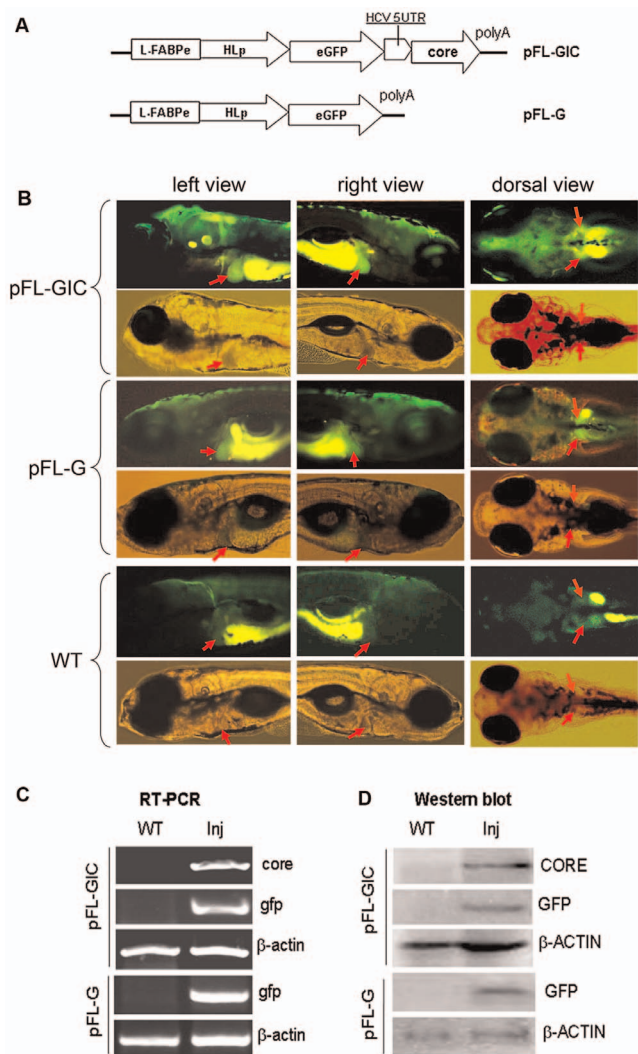 A
HCV 5UTR
polyA
L-FABPe HLp eGFP core pFL-GIC
polyA
L-FABPe HLp eGFP pFL-G
B
left view right view dorsal view
pFL-GIC
pFL-G
WT
C RT-PCR
WT Inj
pFL-GIC
core
gfp
β-actin
pFL-G
gfp
β-actin
D Western blot
WT Inj
pFL-GIC
CORE
GFP
β-ACTIN
pFL-G
GFP
β-ACTIN